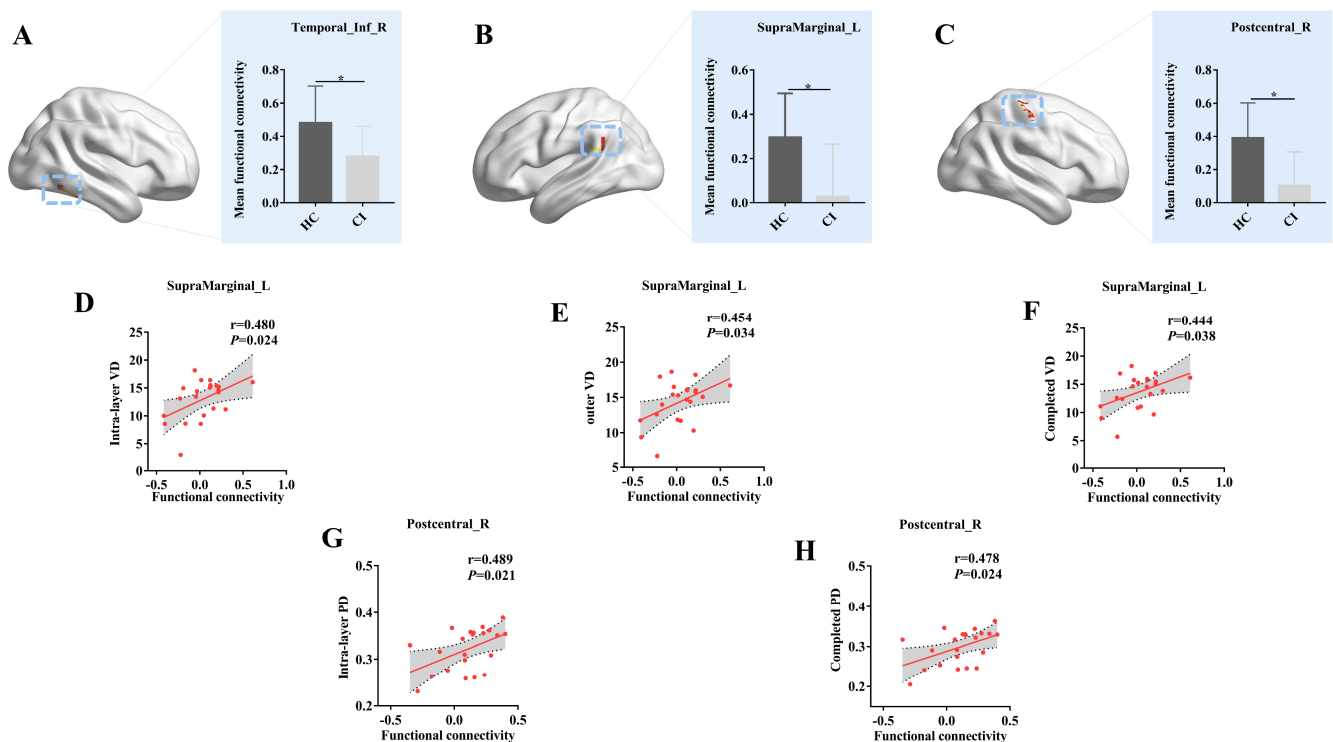 A
Temporal_Inf_R
Mean functional connectivity
0.8
0.6
0.4
0.2
0.0
*
HC
CI
B
SupraMarginal_L
Mean functional connectivity
0.6
0.4
0.2
0.0
*
HC
CI
C
Postcentral_R
Mean functional connectivity
0.8
0.6
0.4
0.2
0.0
*
HC
CI
D
SupraMarginal_L
r=0.480
P=0.024
Intra-layer VD
25
20
15
10
5
0
-0.5 0.0 0.5 1.0
Functional connectivity
E
SupraMarginal_L
r=0.454
P=0.034
outer VD
25
20
15
10
5
-0.5 0.0 0.5 1.0
Functional connectivity
F
SupraMarginal_L
r=0.444
P=0.038
Completed VD
25
20
15
10
5
0
-0.5 0.0 0.5 1.0
Functional connectivity
G
Postcentral_R
r=0.489
P=0.021
Intra-layer PD
0.5
0.4
0.3
0.2
-0.5 0.0 0.5
Functional connectivity
H
Postcentral_R
r=0.478
P=0.024
Completed PD
0.5
0.4
0.3
0.2
-0.5 0.0 0.5
Functional connectivity